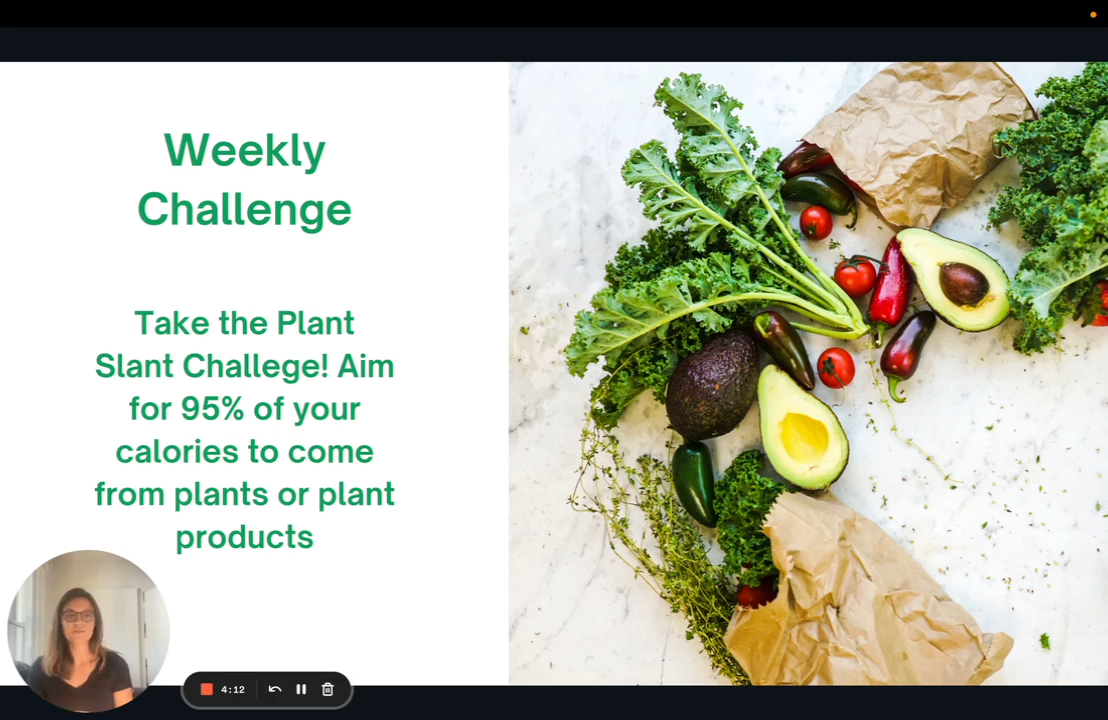 Weekly
Challenge
Take the Plant
Slant Challege! Aim
for 95% of your
calories to come
from plants or plant
products
4:12